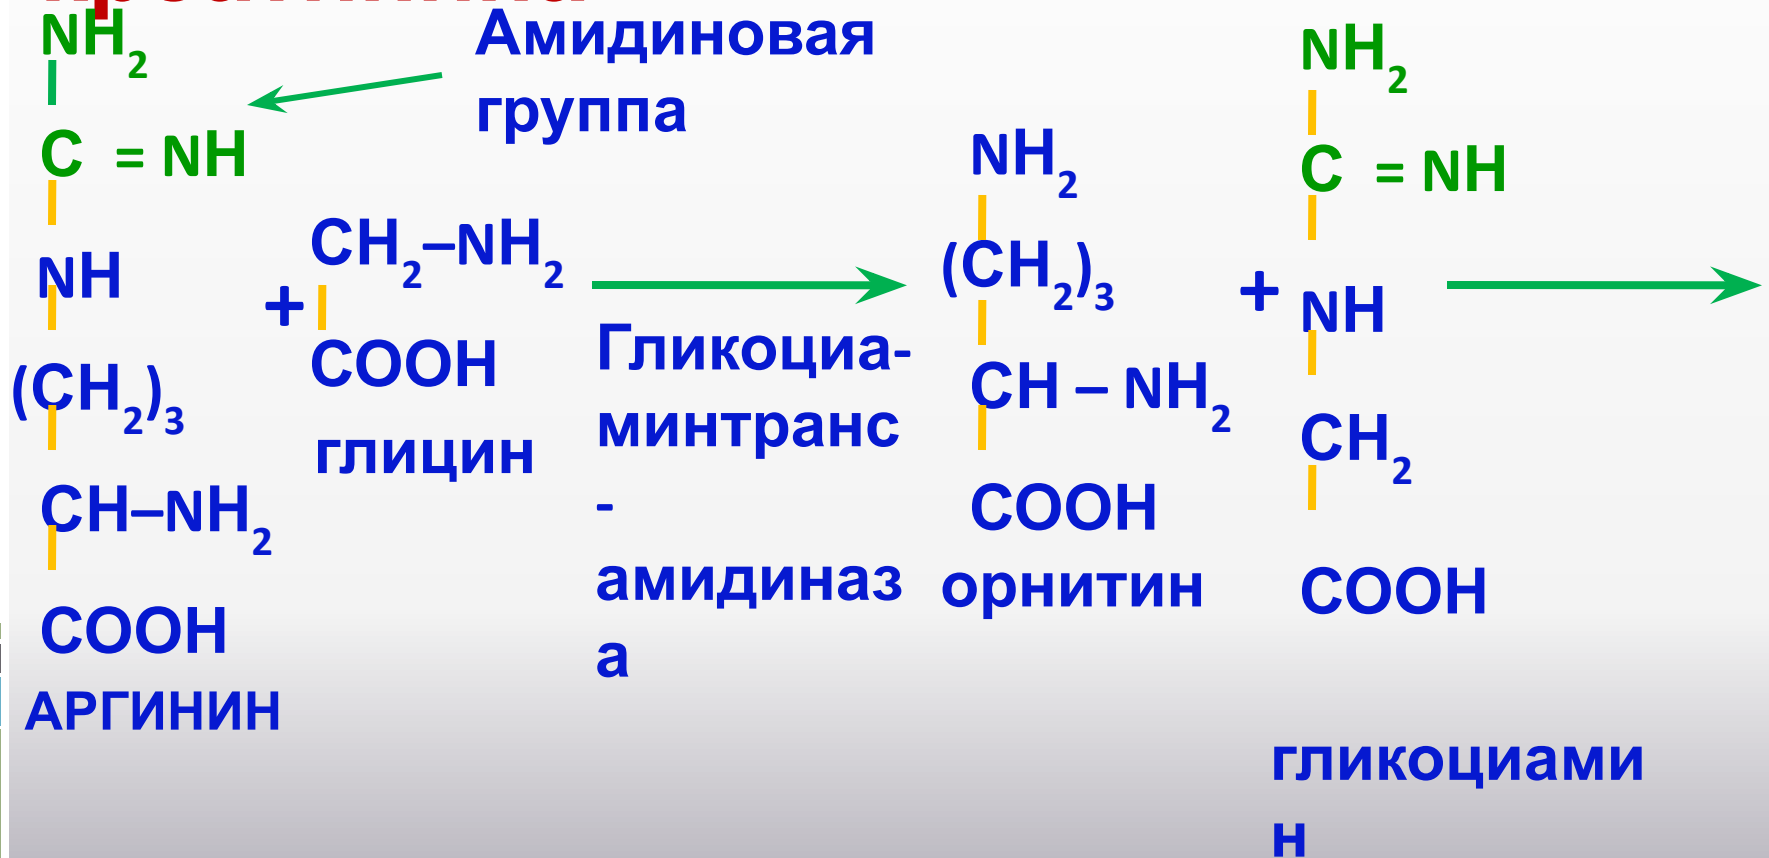 NH2
C = NH
NH
(CH2)3
CH–NH2
COOH
АРГИНИН
Амидиновая
группа
+
CH2–NH2
COOH
глицин
Гликоциа-
минтранс
-
амидиназ
а
NH2
(CH2)3
CH – NH2
COOH
орнитин
+
NH2
C = NH
NH
CH2
COOH
гликоциами
н